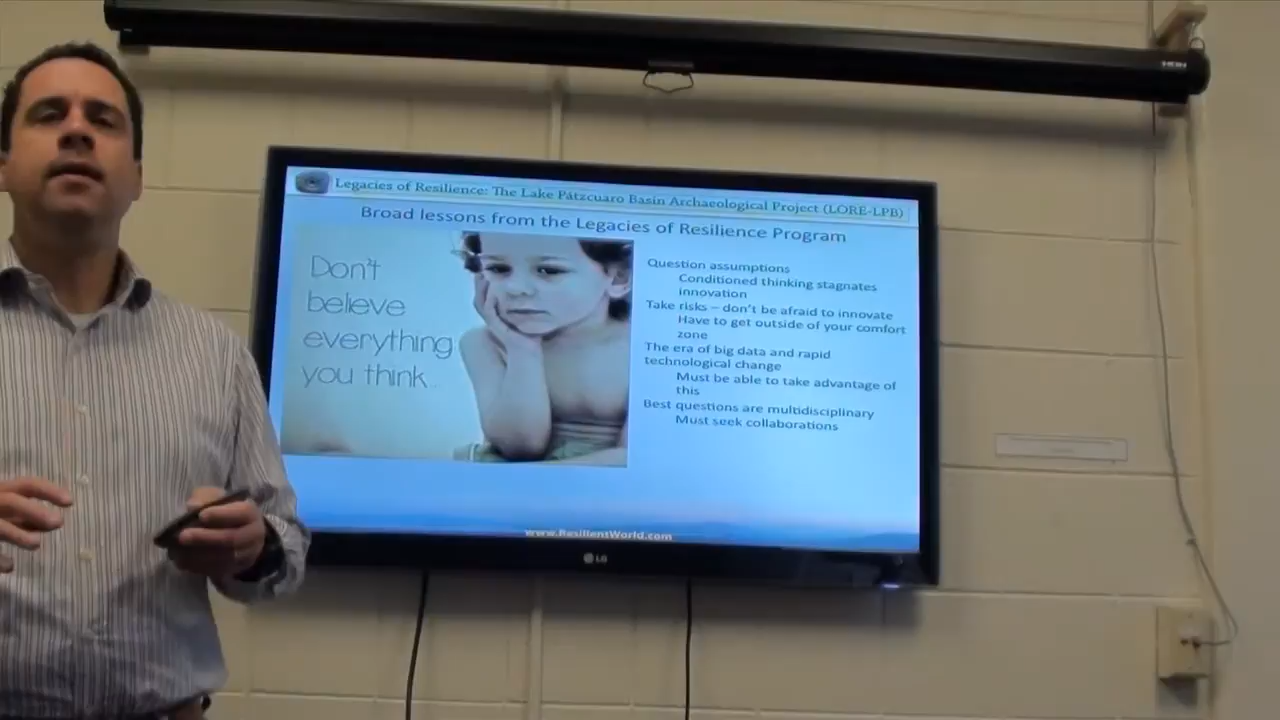 Legacies of Resilience: The Lake Pátzcuaro Basin Archaeological Project (LORE-LPB)
Broad lessons from the Legacies of Resilience Program
Don't
believe
everything
you think..
Question assumptions
Conditioned thinking stagnates
innovation
Take risks – don't be afraid to innovate
Have to get outside of your comfort
zone
The era of big data and rapid
technological change
Must be able to take advantage of
this
Best questions are multidisciplinary
Must seek collaborations
www.ResilientWorld.com
LG